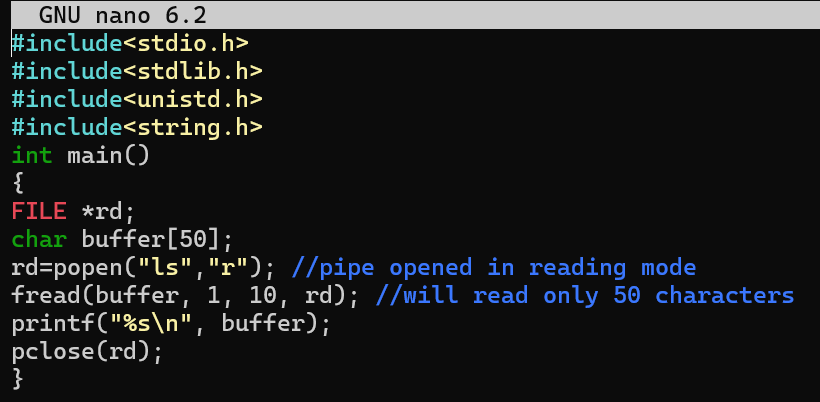 GNU nano 6.2
#include<stdio.h>
#include<stdlib.h>
#include<unistd.h>
#include<string.h>
int main()
{
FILE *rd;
char buffer[50];
rd=popen("ls","r"); //pipe opened in reading mode
fread(buffer, 1, 10, rd); //will read only 50 characters
printf("%s\n", buffer);
pclose(rd);
}